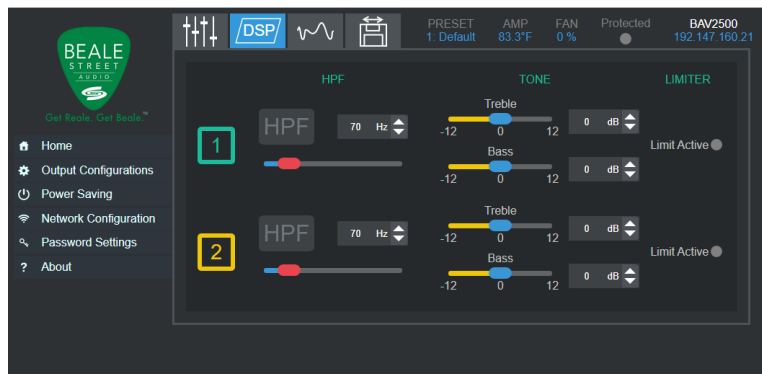 BEALE
STREET
AUDIO
Get Reale. Get Beale.™
Home
Output Configurations
Power Saving
Network Configuration
Password Settings
? About
DSP
PRESET
1: Default
AMP
83.3°F
FAN
0 %
Protected
BAV2500
192.147.160.21
HPF
TONE
LIMITER
1
HPF
70 Hz
Treble
-12 0 12
0 dB
Bass
-12 0 12
0 dB
Limit Active
2
HPF
70 Hz
Treble
-12 0 12
0 dB
Bass
-12 0 12
0 dB
Limit Active